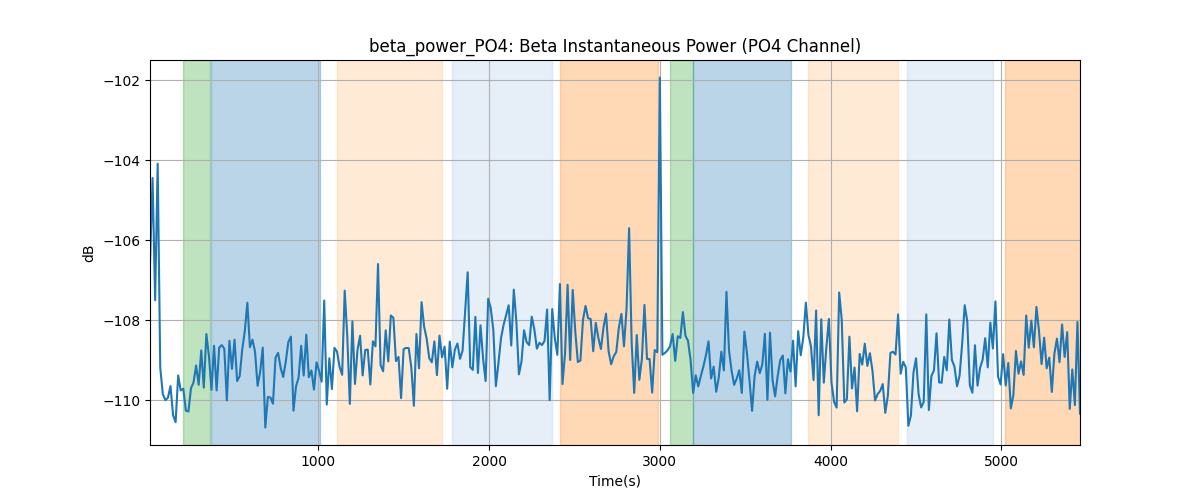 beta_power_PO4: Beta Instantaneous Power (PO4 Channel)
dB
−102
−104
−106
−108
−110
1000 2000 3000 4000 5000
Time(s)